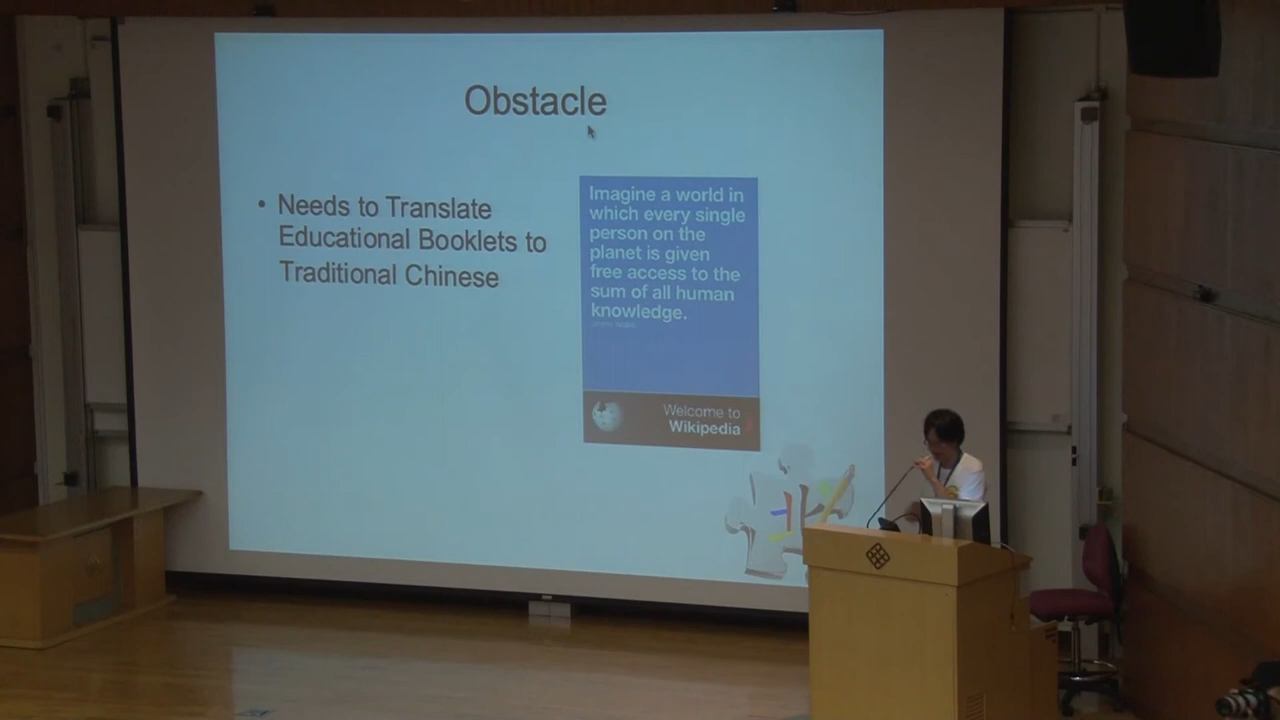 Obstacle
• Needs to Translate
Educational Booklets to
Traditional Chinese
Imagine a world in
which every single
person on the
planet is given
free access to the
sum of all human
knowledge.
Welcome to
Wikipedia